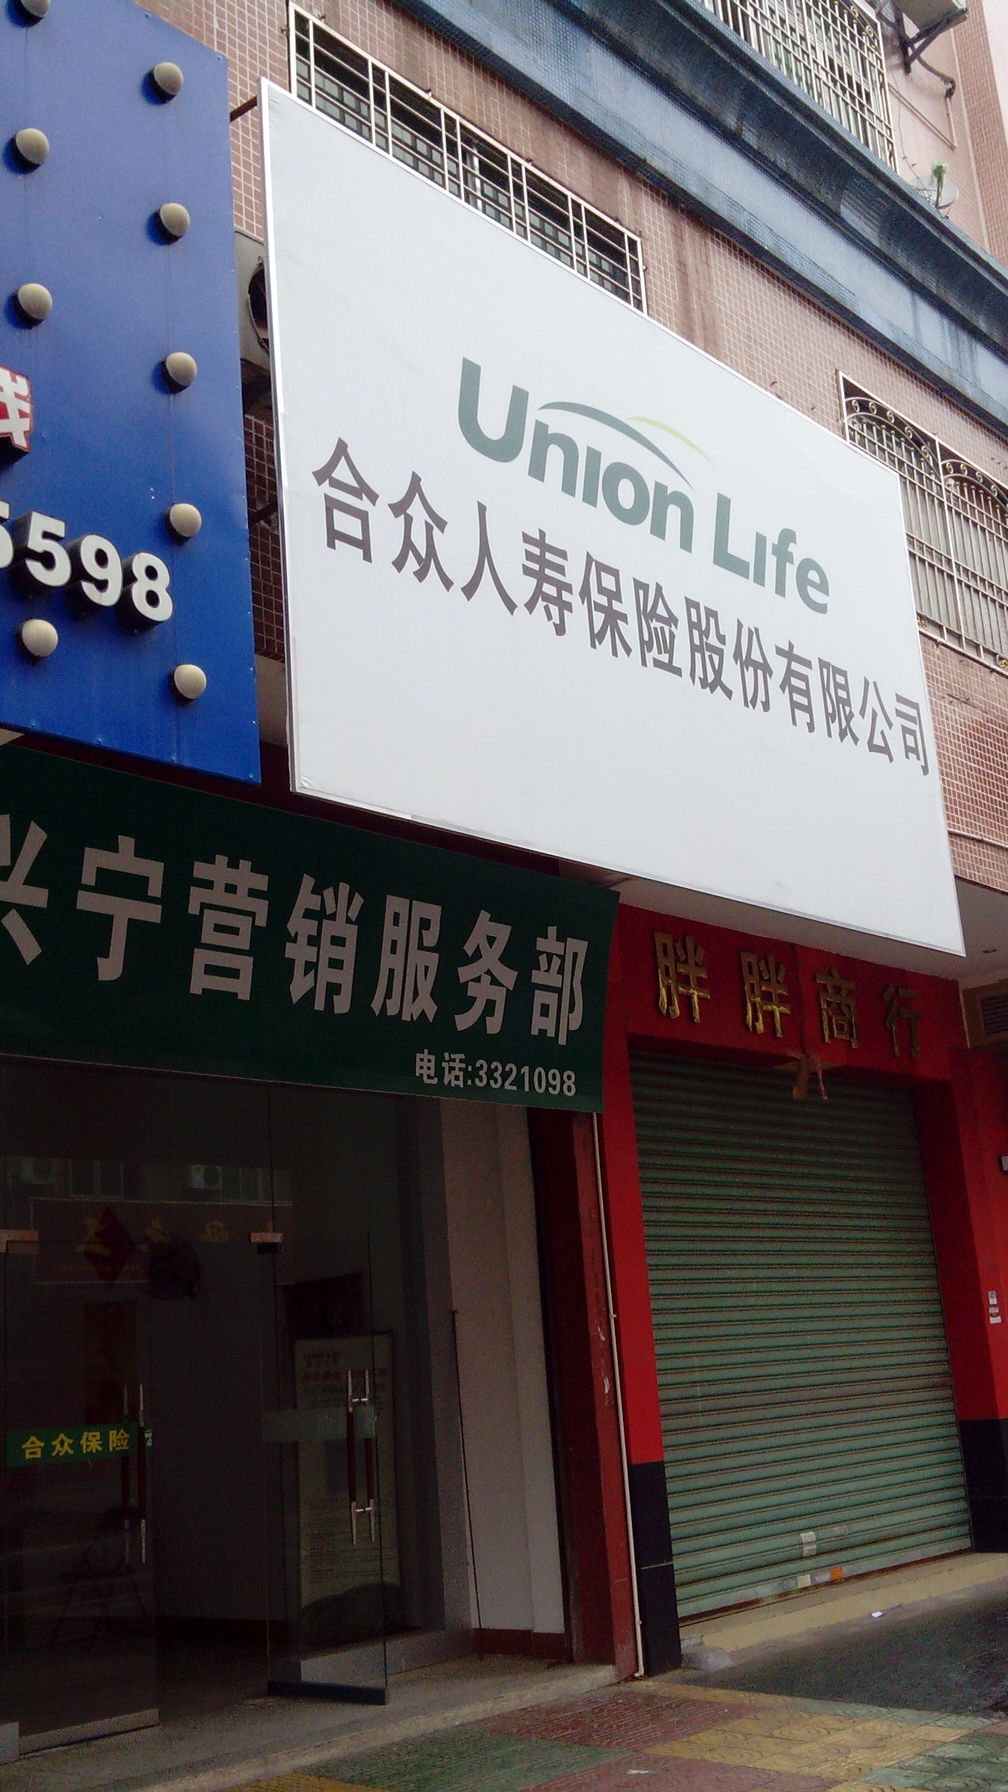 5598
Union Life
合众人寿保险股份有限公司
兴宁营销服务部
电话:3321098
胖胖商行
合众保险